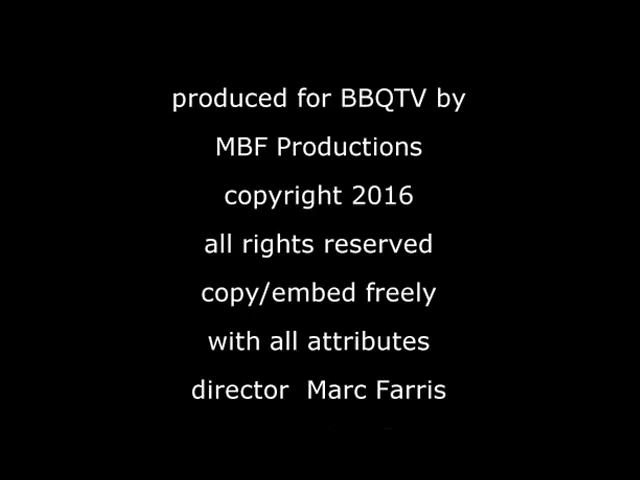 produced for BBQTV by
MBF Productions
copyright 2016
all rights reserved
copy/embed freely
with all attributes
director  Marc Farris